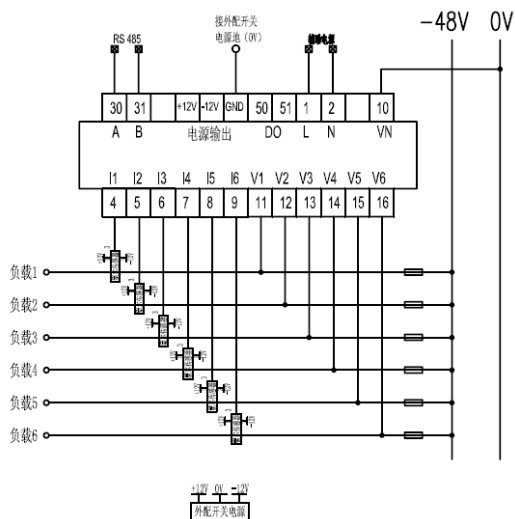 -48V 0V
接外配开关
电源地（0V）
RS 485
辅助电源
30 31 +12V -12V GND 50 51 1 2 10
A B 电源输出 DO L N VN
I1 I2 I3 I4 I5 I6 V1 V2 V3 V4 V5 V6
4 5 6 7 8 9 11 12 13 14 15 16
负载1
负载2
负载3
负载4
负载5
负载6
+12V 0V -12V
外配开关电源